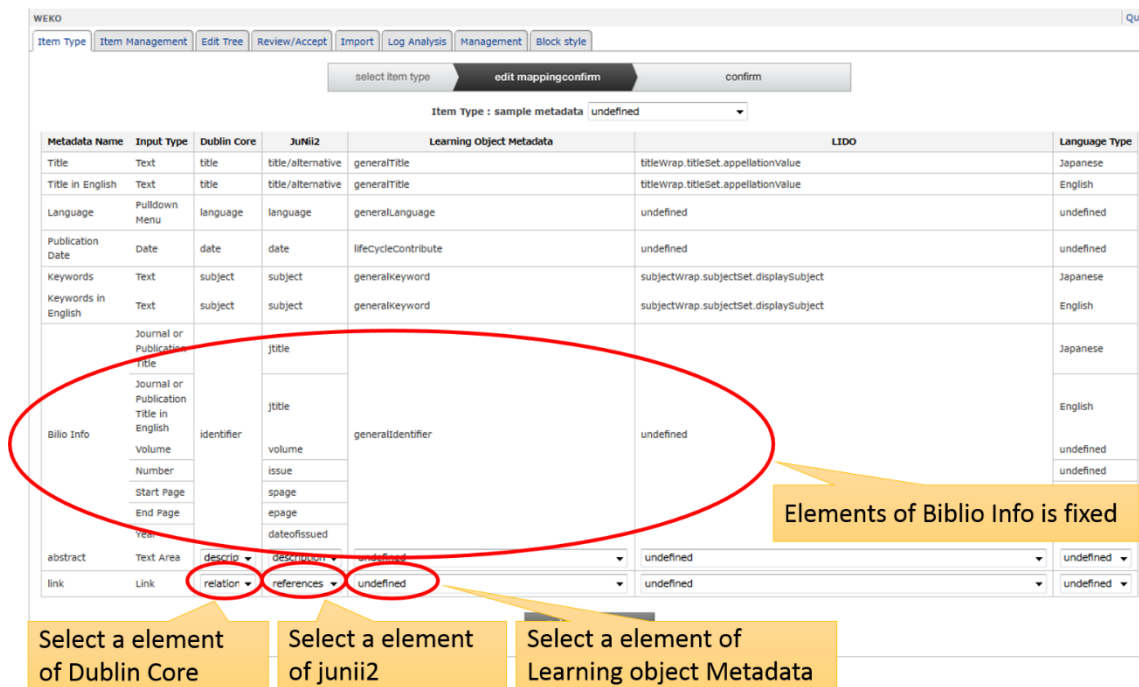 WEKO
Qu
Item Type Item Management Edit Tree Review/Accept Import Log Analysis Management Block style
select item type edit mappingconfirm confirm
Item Type : sample metadata undefined
Metadata Name Input Type Dublin Core JuNii2 Learning Object Metadata LIDO Language Type
Title Text title title/alternative generalTitle titleWrap.titleSet.appellationValue Japanese
Title in English Text title title/alternative generalTitle titleWrap.titleSet.appellationValue English
Language Pulldown Menu language language generalLanguage undefined undefined
Publication Date Date date date lifeCycleContribute undefined undefined
Keywords Text subject subject generalKeyword subjectWrap.subjectSet.displaySubject Japanese
Keywords in English Text subject subject generalKeyword subjectWrap.subjectSet.displaySubject English
Bilio Info identifier generalIdentifier undefined
Journal or Publication Title jtitle Japanese
Journal or Publication Title in English jtitle English
Volume volume undefined
Number issue undefined
Start Page spage
End Page epage
Year dateofissued
Elements of Biblio Info is fixed
abstract Text Area descrip description undefined undefined undefined
link Link relation references undefined undefined undefined
Select a element
of Dublin Core
Select a element
of junii2
Select a element of
Learning object Metadata